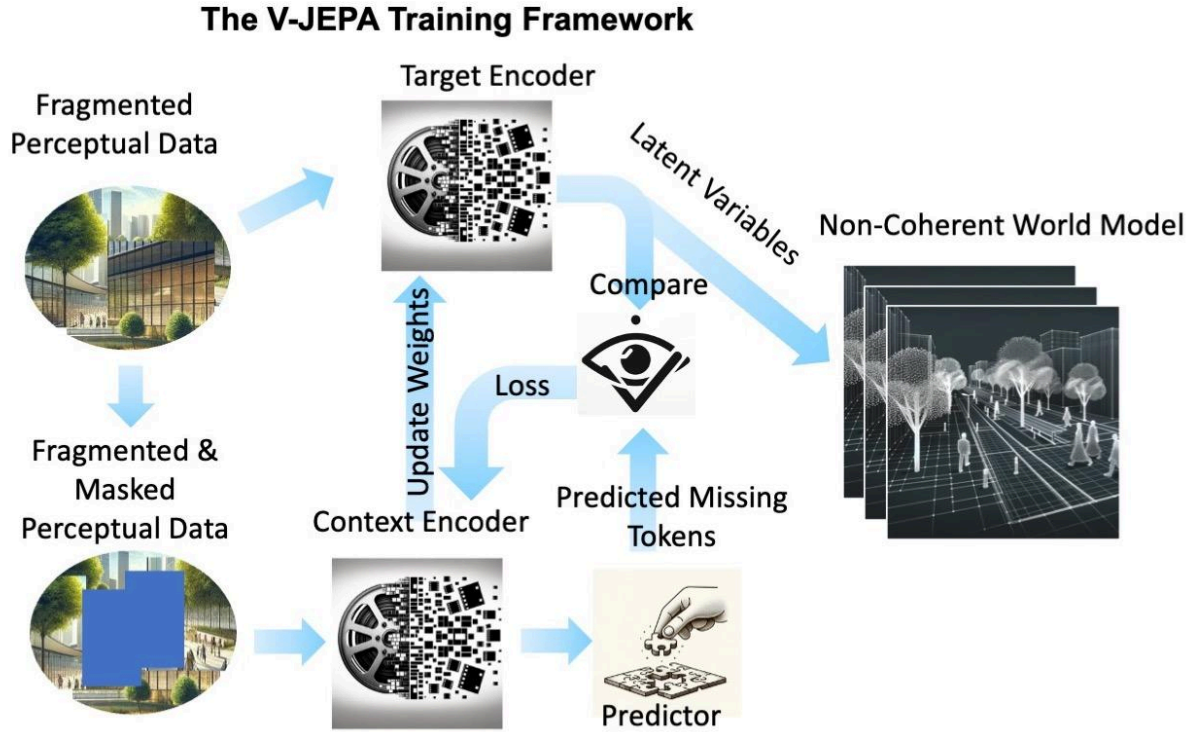 The V-JEPA Training Framework
Target Encoder
Fragmented
Perceptual Data
Latent Variables
Non-Coherent World Model
Compare
Update Weights
Loss
Fragmented &
Masked
Perceptual Data
Context Encoder
Predicted Missing
Tokens
Predictor